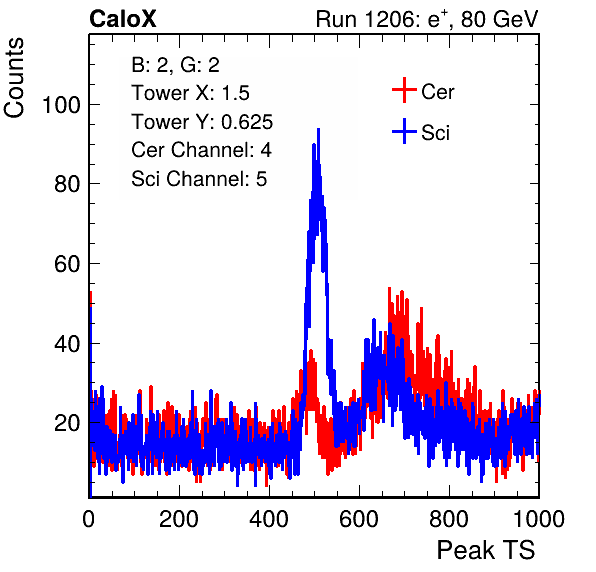 CaloX Run 1206: e⁺, 80 GeV
Counts
B: 2, G: 2
Tower X: 1.5
Tower Y: 0.625
Cer Channel: 4
Sci Channel: 5
Cer
Sci
100
80
60
40
20
0 200 400 600 800 1000
Peak TS